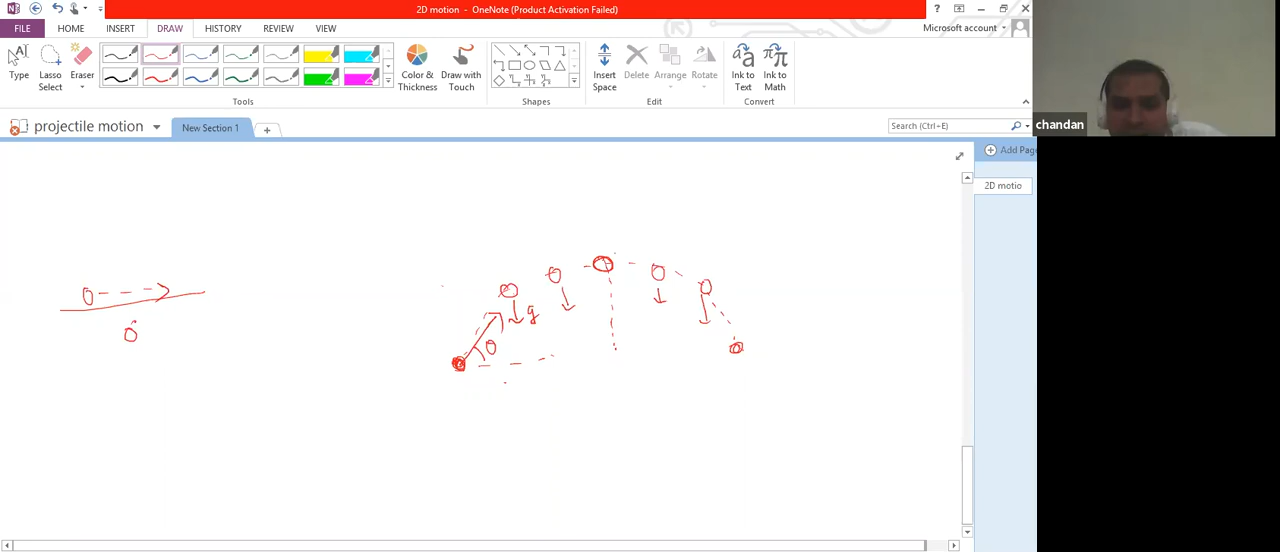 2D motion - OneNote (Product Activation Failed)
?
FILE HOME INSERT DRAW HISTORY REVIEW VIEW
Microsoft account
Type
Lasso Select
Eraser
Color & Thickness
Draw with Touch
Insert Space
Delete
Arrange
Rotate
Ink to Text
Ink to Math
Tools
Shapes
Edit
Convert
chandan
projectile motion
New Section 1
Search (Ctrl+E)
Add Page
2D motio
g
θ